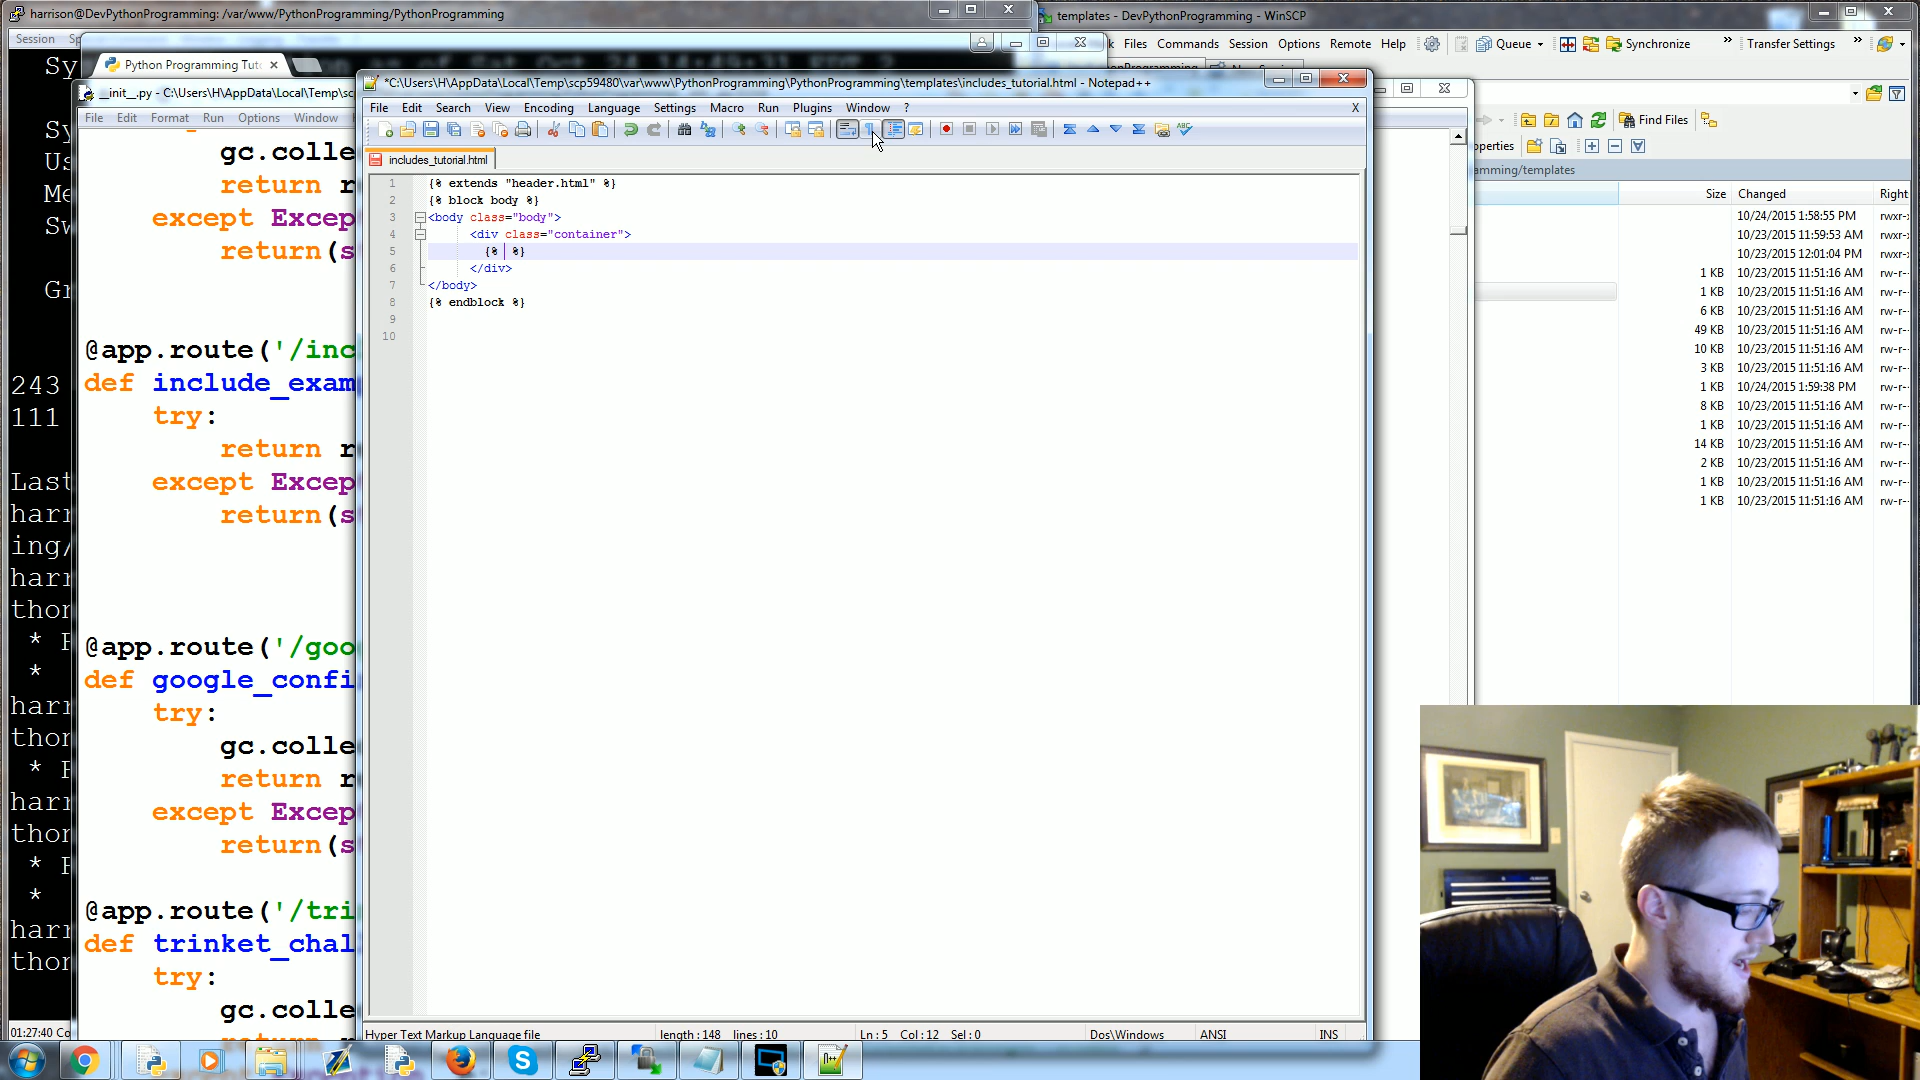 harrison@DevPythonProgramming: /var/www/PythonProgramming/PythonProgramming
templates - DevPythonProgramming - WinSCP
Session
Files Commands Session Options Remote Help
Queue
Synchronize
Transfer Settings
Python Programming Tut
__init__.py - C:\Users\H\AppData\Local\Temp\sc
File Edit Format Run Options Window
*C:\Users\H\AppData\Local\Temp\scp59480\var\www\PythonProgramming\PythonProgramming\templates\includes_tutorial.html - Notepad++
File Edit Search View Encoding Language Settings Macro Run Plugins Window ? X
includes_tutorial.html
1 {% extends "header.html" %}
2 {% block body %}
3 <body class="body">
4 <div class="container">
5 {% %}
6 </div>
7 </body>
8 {% endblock %}
9
10
Hyper Text Markup Language file length : 148 lines : 10 Ln : 5 Col : 12 Sel : 0 Dos\Windows ANSI INS
gc.colle
return r
except Excep
return(s
@app.route('/inc
def include_exam
try:
return r
except Excep
return(s
@app.route('/goo
def google_confi
try:
gc.colle
return r
except Excep
return(s
@app.route('/tri
def trinket_chal
try:
gc.colle
Sy
Sy
Us
Me
Sw
Gr
243
111
Last
harr
ing/
harr
thon
*
*
harr
thon
*
harr
thon
*
*
harr
thon
01:27:40 Co
Find Files
operties
amming/templates
Size Changed Right
10/24/2015 1:58:55 PM rwxr-x
10/23/2015 11:59:53 AM rwxr-x
10/23/2015 12:01:04 PM rwxr-x
1 KB 10/23/2015 11:51:16 AM rw-r--
1 KB 10/23/2015 11:51:16 AM rw-r--
6 KB 10/23/2015 11:51:16 AM rw-r--
49 KB 10/23/2015 11:51:16 AM rw-r--
10 KB 10/23/2015 11:51:16 AM rw-r--
3 KB 10/23/2015 11:51:16 AM rw-r--
1 KB 10/24/2015 1:59:38 PM rw-r--
8 KB 10/23/2015 11:51:16 AM rw-r--
1 KB 10/23/2015 11:51:16 AM rw-r--
14 KB 10/23/2015 11:51:16 AM rw-r--
2 KB 10/23/2015 11:51:16 AM rw-r--
1 KB 10/23/2015 11:51:16 AM rw-r--
1 KB 10/23/2015 11:51:16 AM rw-r--